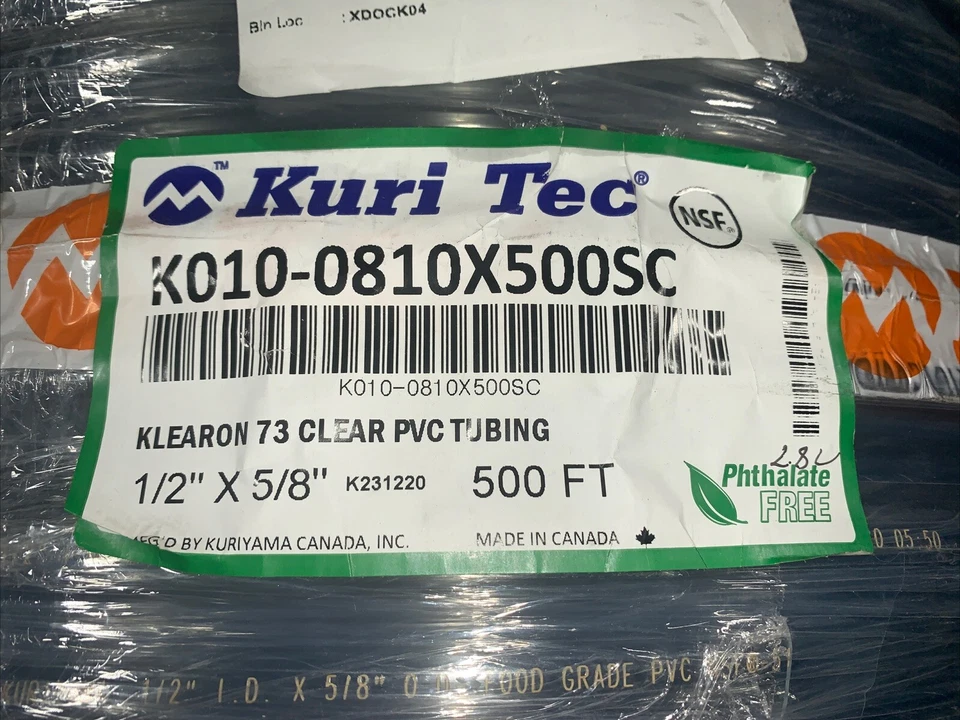 Bin Loc : XDOCK04
Kuri Tec®
™
NSF®
K010-0810X500SC
K010-0810X500SC
KLEARON 73 CLEAR PVC TUBING
1/2" X 5/8" K231220 500 FT
2.8L
Phthalate
FREE
MFG'D BY KURIYAMA CANADA, INC. MADE IN CANADA
05:50
1/2" I.D. X 5/8" O FOOD GRADE PVC